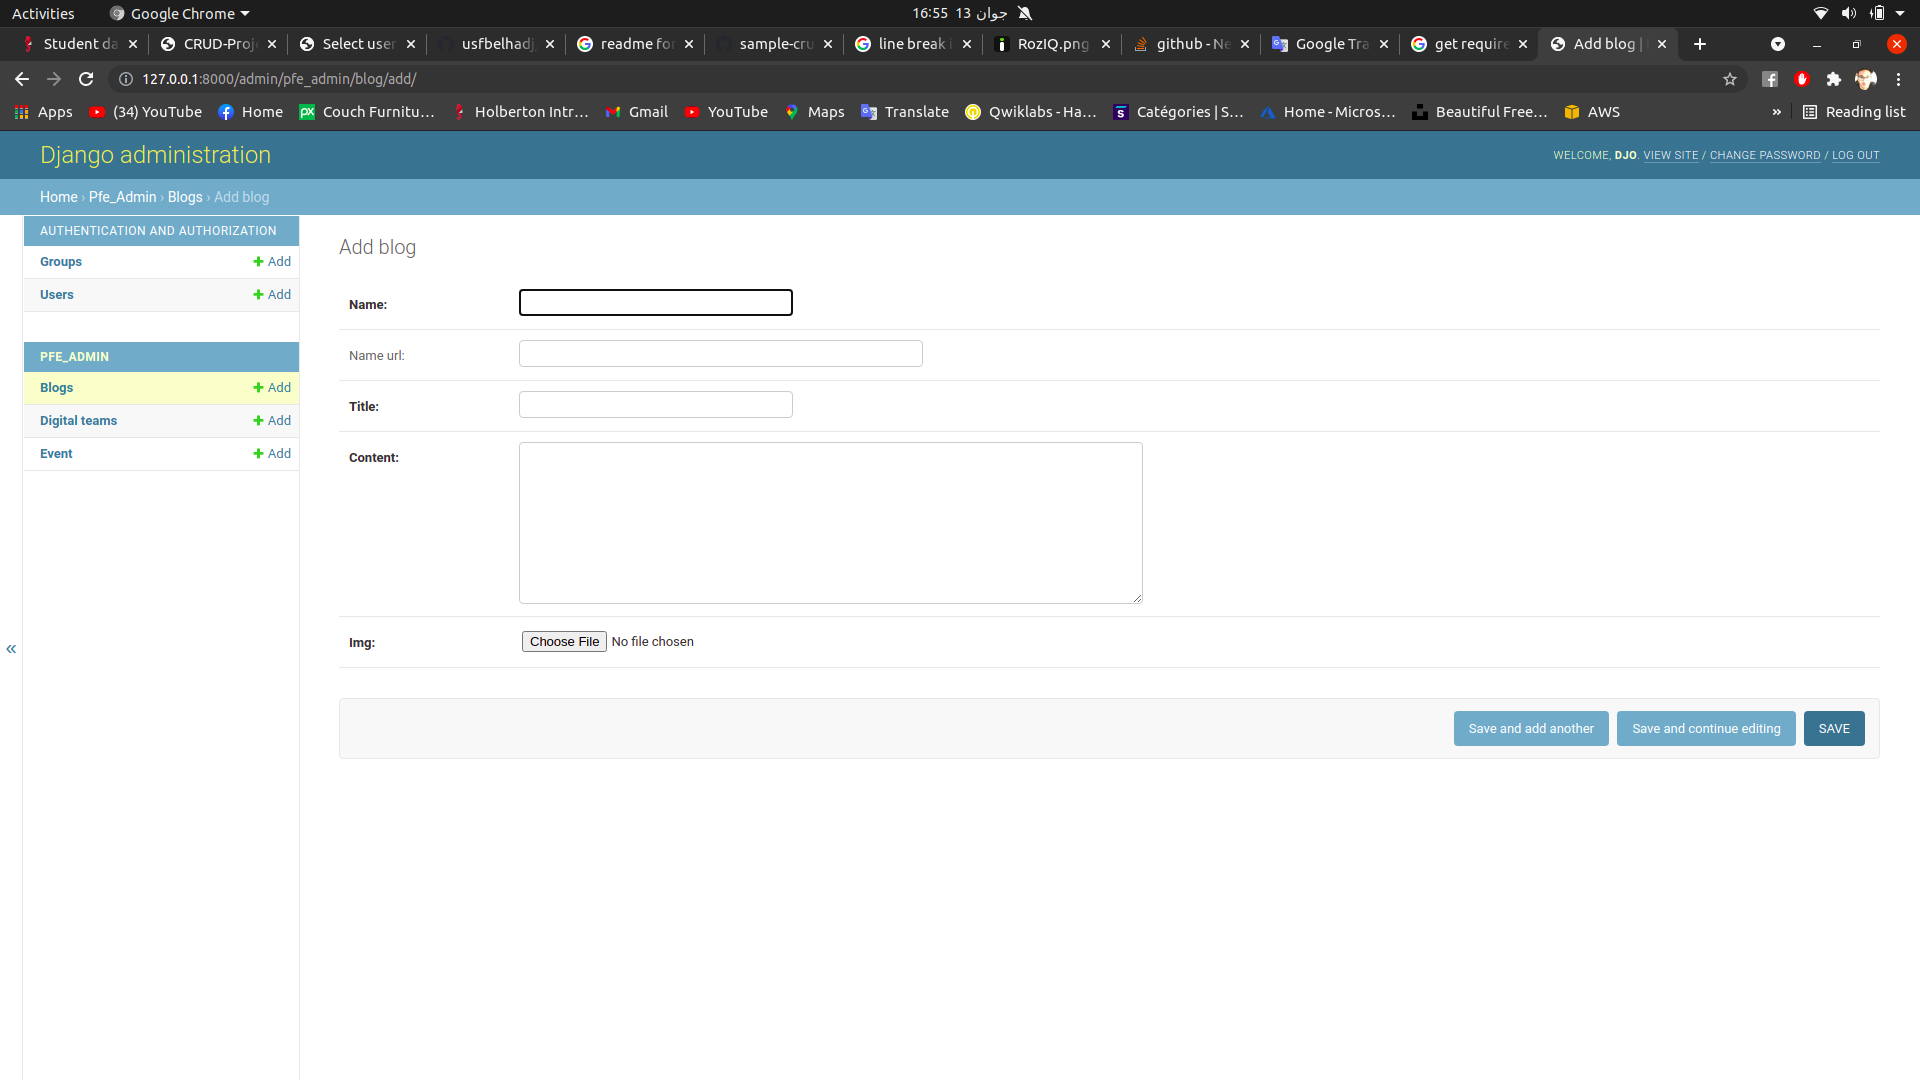 Activities
Google Chrome
16:55 13 جوان
Student da
CRUD-Proj
Select user
usfbelhadj
readme for
sample-cru
line break i
RozIQ.png
github - Ne
Google Tra
get require
Add blog |
127.0.0.1:8000/admin/pfe_admin/blog/add/
Apps
(34) YouTube
Home
Couch Furnitu...
Holberton Intr...
Gmail
YouTube
Maps
Translate
Qwiklabs - Ha...
Catégories | S...
Home - Micros...
Beautiful Free...
AWS
»
Reading list
Django administration
WELCOME, DJO. VIEW SITE / CHANGE PASSWORD / LOG OUT
Home › Pfe_Admin › Blogs › Add blog
AUTHENTICATION AND AUTHORIZATION
Groups + Add
Users + Add
PFE_ADMIN
Blogs + Add
Digital teams + Add
Event + Add
«
Add blog
Name:
Name url:
Title:
Content:
Img: Choose File No file chosen
Save and add another
Save and continue editing
SAVE